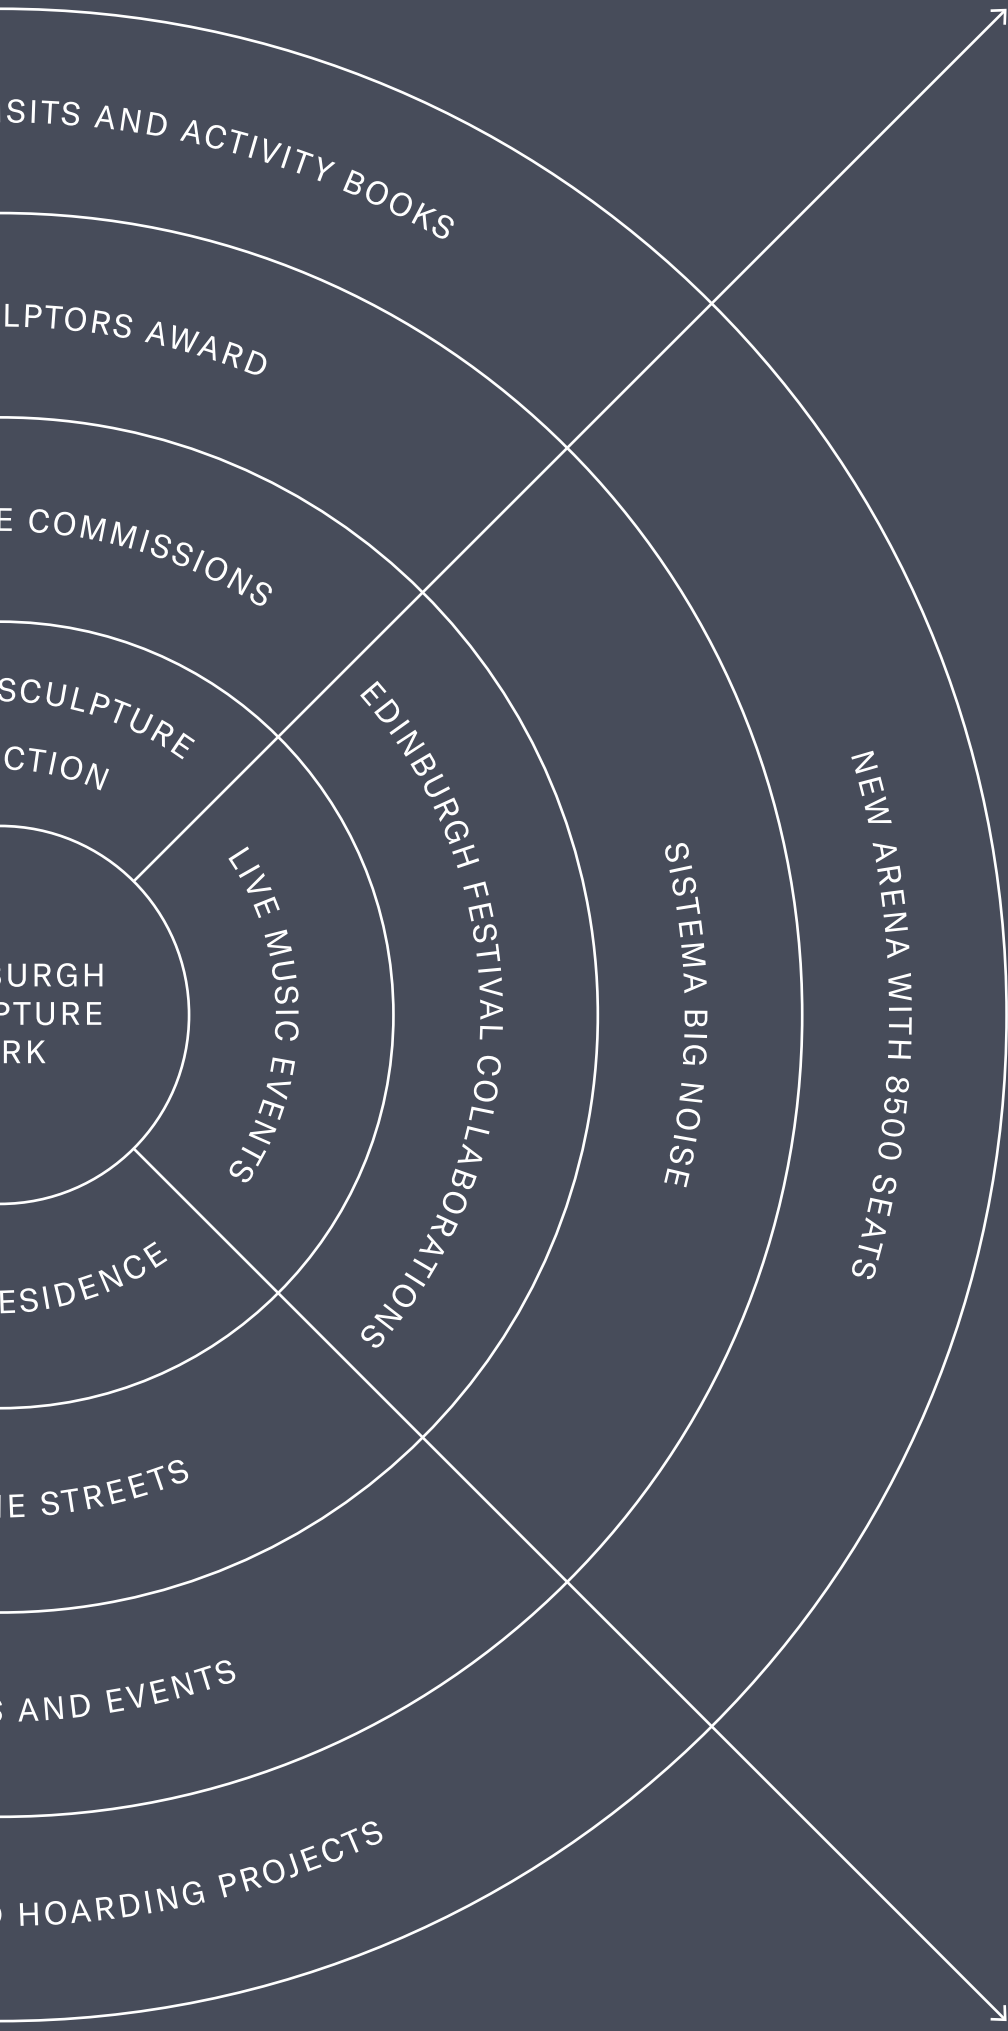 SITS AND ACTIVITY BOOKS
LPTORS AWARD
E COMMISSIONS
SCULPTURE
CTION
BURGH
PTURE
RK
LIVE MUSIC EVENTS
EDINBURGH FESTIVAL COLLABORATIONS
SISTEMA BIG NOISE
NEW ARENA WITH 8500 SEATS
ESIDENCE
E STREETS
AND EVENTS
HOARDING PROJECTS